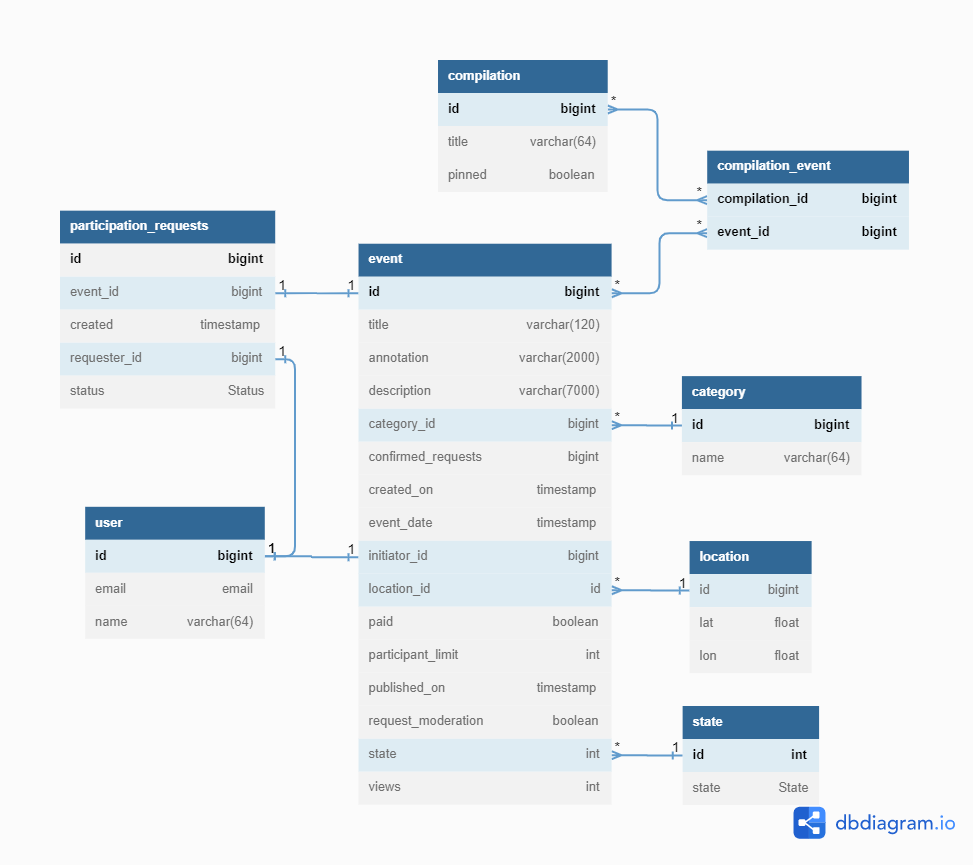 compilation
id bigint
title varchar(64)
pinned boolean
compilation_event
compilation_id bigint
event_id bigint
participation_requests
id bigint
event_id bigint
created timestamp
requester_id bigint
status Status
event
id bigint
title varchar(120)
annotation varchar(2000)
description varchar(7000)
category_id bigint
confirmed_requests bigint
created_on timestamp
event_date timestamp
initiator_id bigint
location_id id
paid boolean
participant_limit int
published_on timestamp
request_moderation boolean
state int
views int
category
id bigint
name varchar(64)
user
id bigint
email email
name varchar(64)
location
id bigint
lat float
lon float
state
id int
state State
* *
* *
1 1
1 1
1
* 1
* 1
* 1
dbdiagram.io